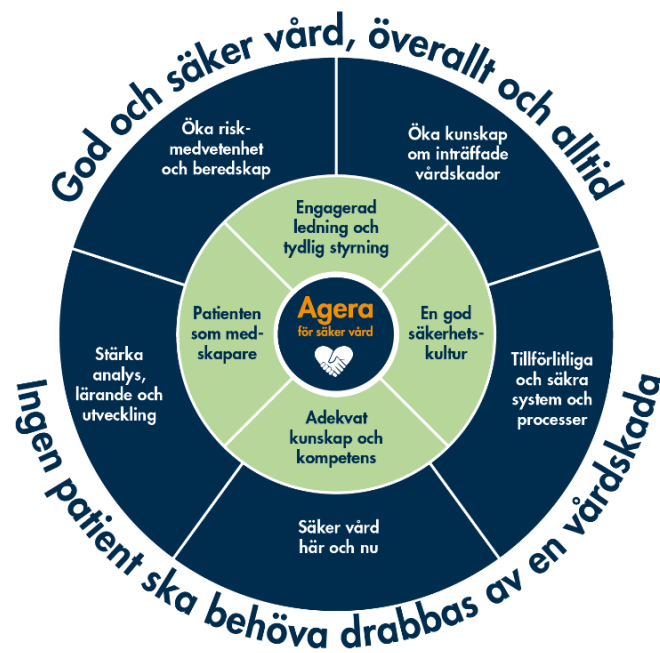 God och säker vård, överallt och alltid
Öka risk-
medvetenhet
och beredskap
Öka kunskap
om inträffade
vårdskador
Engagerad
ledning och
tydlig styrning
Patienten
som med-
skapare
Agera
för säker vård
En god
säkerhets-
kultur
Stärka
analys,
lärande och
utveckling
Tillförlitliga
och säkra
system och
processer
Adekvat
kunskap och
kompetens
Säker vård
här och nu
Ingen patient ska behöva drabbas av en vårdskada